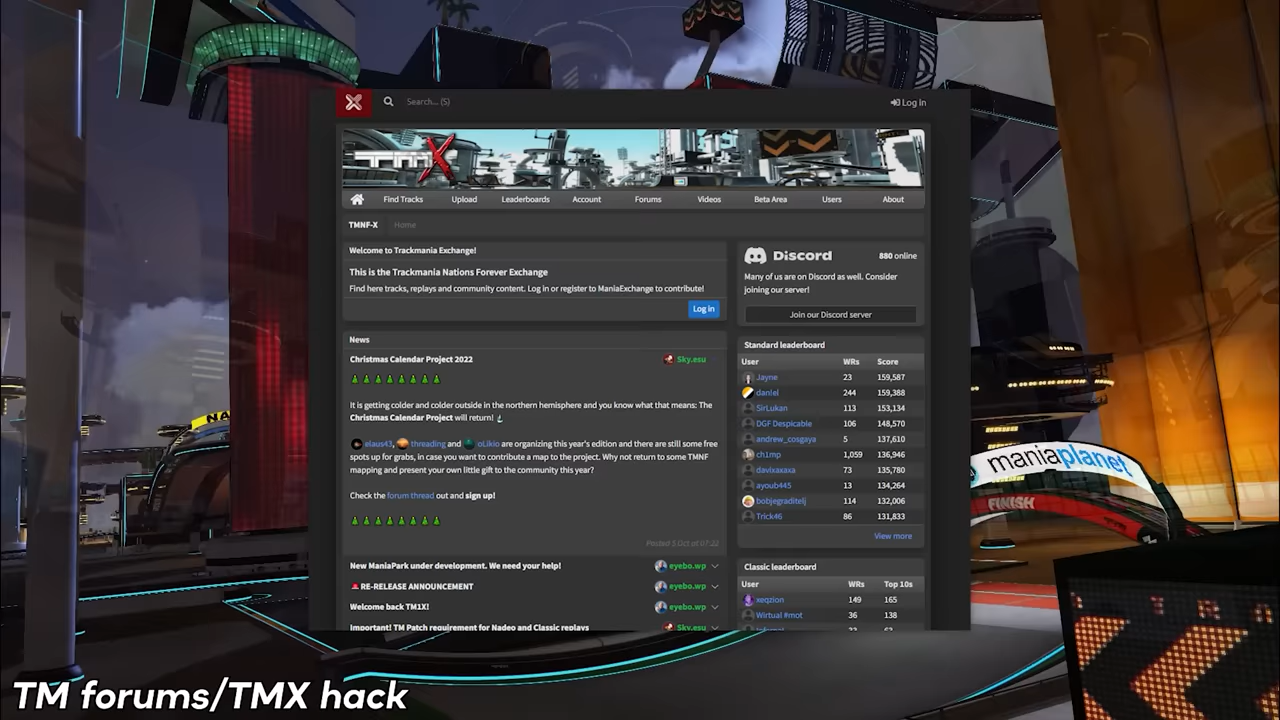 Search... (S)
Log in
TMX
Find Tracks Upload Leaderboards Account Forums Videos Beta Area Users About
TMNF-X Home
Welcome to Trackmania Exchange!
This is the Trackmania Nations Forever Exchange
Find here tracks, replays and community content. Log in or register to ManiaExchange to contribute!
Log in
News
Christmas Calendar Project 2022 Sky.esu
It is getting colder and colder outside in the northern hemisphere and you know what that means: The
Christmas Calendar Project will return!
elaus43, threading and oLikio are organizing this year's edition and there are still some free
spots up for grabs, in case you want to contribute a map to the project. Why not return to some TMNF
mapping and present your own little gift to the community this year?
Check the forum thread out and sign up!
Posted 5 Oct at 07:22
New ManiaPark under development. We need your help! eyebo.wp
RE-RELEASE ANNOUNCEMENT eyebo.wp
Welcome back TM1X! eyebo.wp
Important! TM Patch requirement for Nadeo and Classic replays Sky.esu
Discord 880 online
Many of us are on Discord as well. Consider
joining our server!
Join our Discord server
Standard leaderboard
User WRs Score
Jayne 23 159,587
dan!el 244 159,388
SirLukan 113 153,134
DGF Despicable 106 148,570
andrew_cosgaya 5 137,610
ch1mp 1,059 136,946
davixaxaxa 73 135,780
ayoub445 13 134,264
bobjegraditelj 114 132,006
Trick46 86 131,833
View more
Classic leaderboard
User WRs Top 10s
xeqzion 149 165
Wirtual #mot 36 138
NA
maniaplanet
FINISH
TM forums/TMX hack